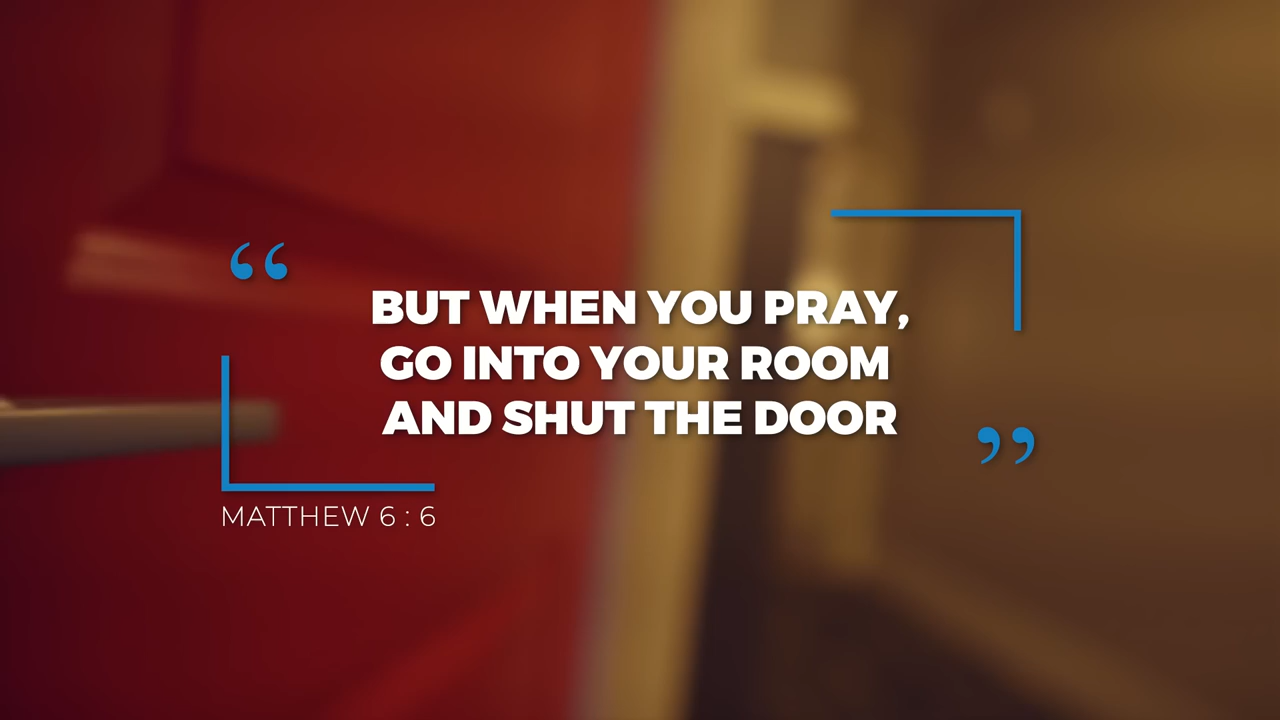 “
BUT WHEN YOU PRAY,
GO INTO YOUR ROOM
AND SHUT THE DOOR
”
MATTHEW 6 : 6